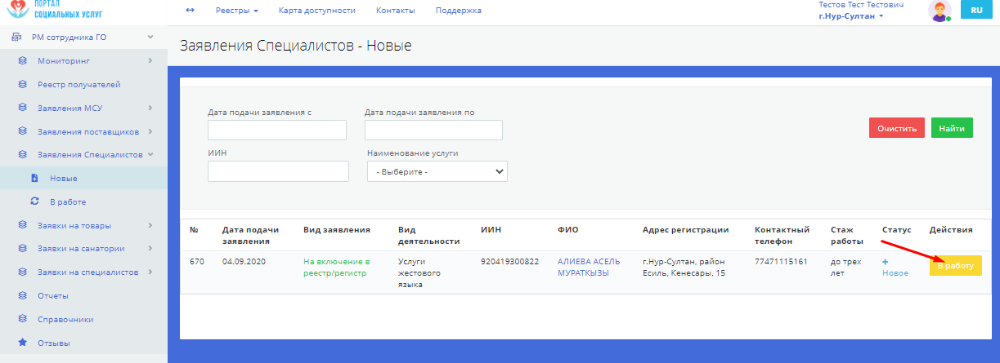 ПОРТАЛ
СОЦИАЛЬНЫХ УСЛУГ
Реестры
Карта доступности
Контакты
Поддержка
Тестов Тест Тестович
г.Нур-Султан
RU
РМ сотрудника ГО
Мониторинг
Реестр получателей
Заявления МСУ
Заявления поставщиков
Заявления Специалистов
Новые
В работе
Заявки на товары
Заявки на санатории
Заявки на специалистов
Отчеты
Справочники
Отзывы
Заявления Специалистов - Новые
Дата подачи заявления с
Дата подачи заявления по
Очистить
Найти
ИИН
Наименование услуги
- Выберите -
№
Дата подачи
заявления
Вид заявления
Вид
деятельности
ИИН
ФИО
Адрес регистрации
Контактный
телефон
Стаж
работы
Статус
Действия
670
04.09.2020
На включение в
реестр/регистр
Услуги
жестового
языка
920419300822
АЛИЕВА АСЕЛЬ
МУРАТКЫЗЫ
г.Нур-Султан, район
Есиль, Кенесары, 15
77471115161
до трех
лет
+
Новое
В работу